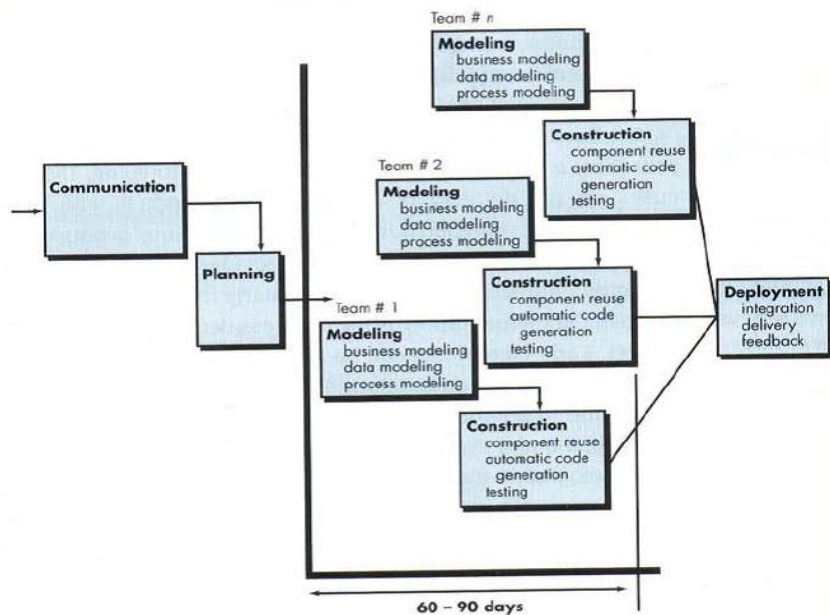 Team # n
Modeling
business modeling
data modeling
process modeling
Construction
component reuse
automatic code
generation
testing
Team # 2
Modeling
business modeling
data modeling
process modeling
Construction
component reuse
automatic code
generation
testing
Communication
Planning
Team # 1
Modeling
business modeling
data modeling
process modeling
Construction
component reuse
automatic code
generation
testing
Deployment
integration
delivery
feedback
60 – 90 days